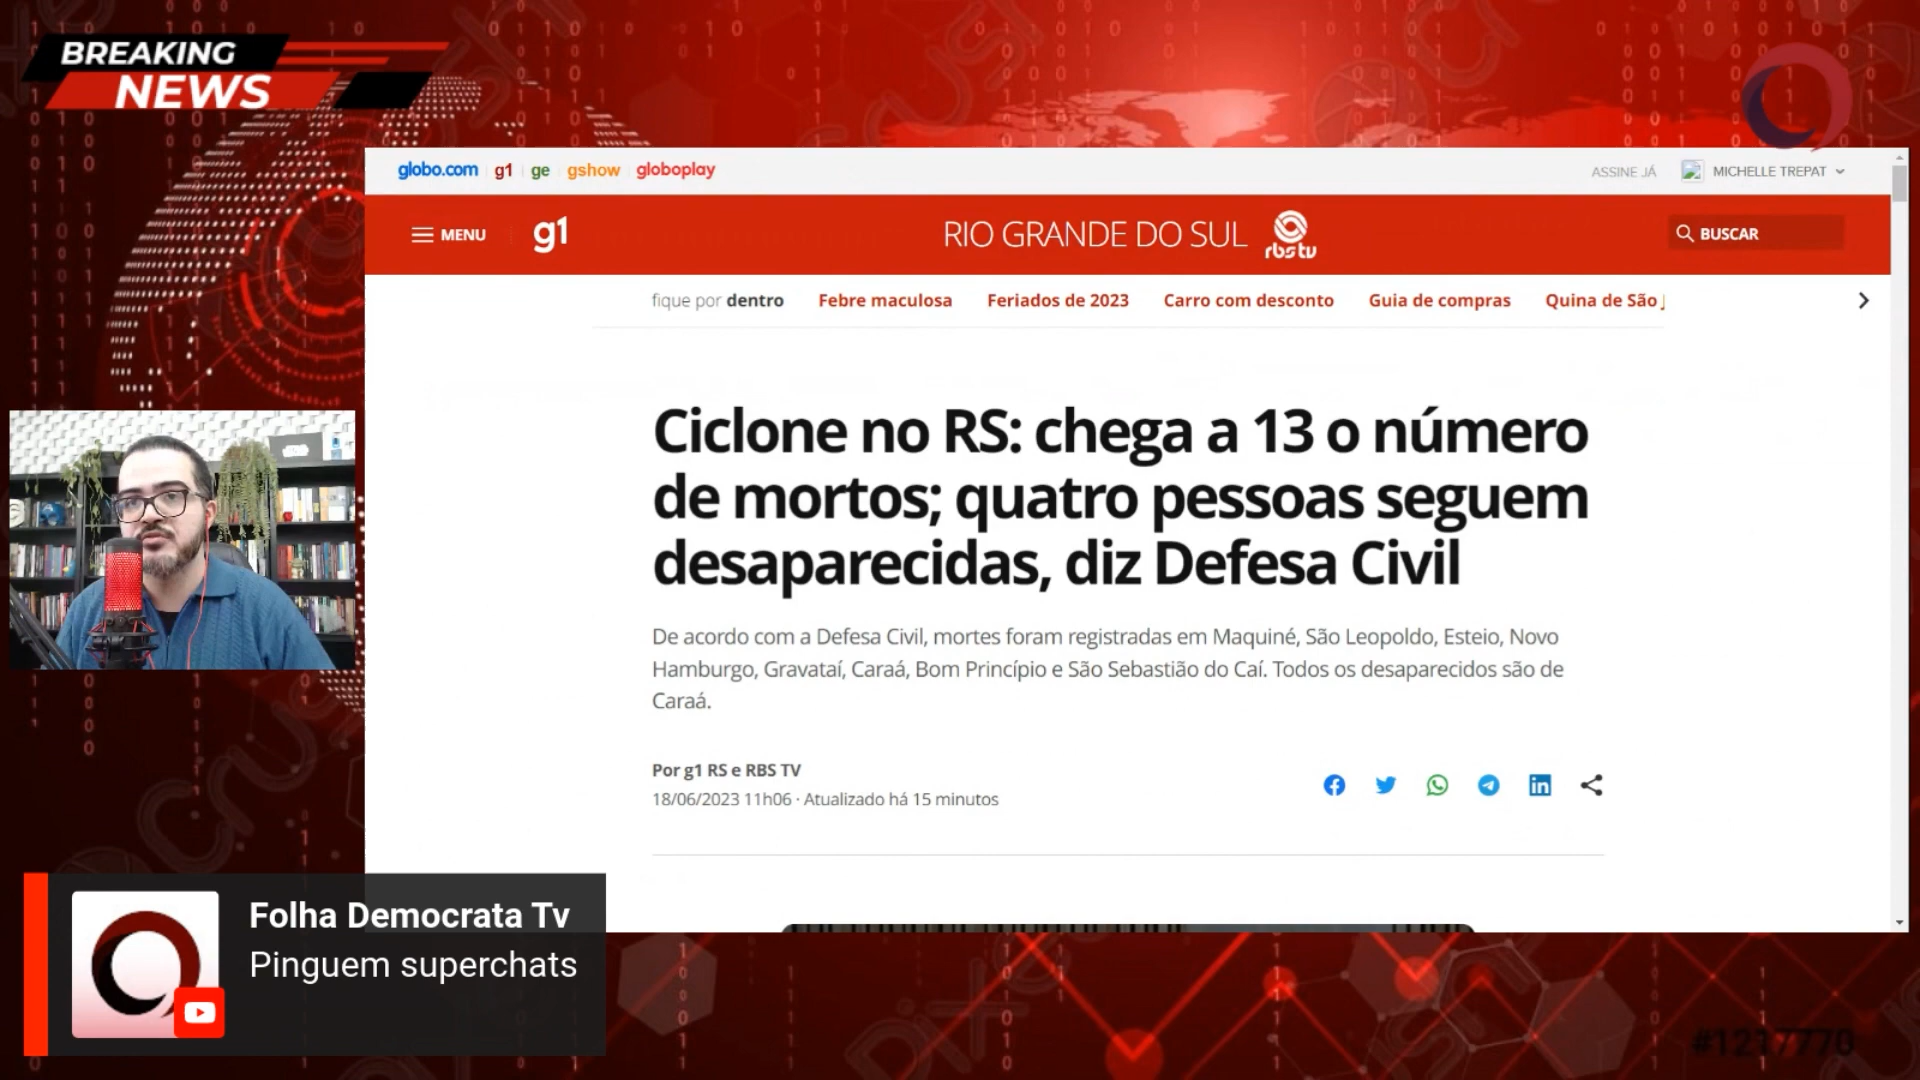 BREAKING
NEWS
globo.com g1 ge gshow globoplay
ASSINE JÁ MICHELLE TREPAT
MENU g1 RIO GRANDE DO SUL rbs tv BUSCAR
fique por dentro Febre maculosa Feriados de 2023 Carro com desconto Guia de compras Quina de São
Ciclone no RS: chega a 13 o número
de mortos; quatro pessoas seguem
desaparecidas, diz Defesa Civil
De acordo com a Defesa Civil, mortes foram registradas em Maquiné, São Leopoldo, Esteio, Novo
Hamburgo, Gravataí, Caraá, Bom Princípio e São Sebastião do Caí. Todos os desaparecidos são de
Caraá.
Por g1 RS e RBS TV
18/06/2023 11h06 · Atualizado há 15 minutos
Folha Democrata Tv
Pinguem superchats
#1217770